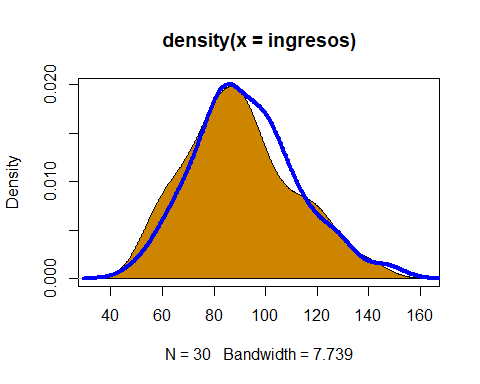 density(x = ingresos)
Density
0.020
0.010
0.000
40 60 80 100 120 140 160
N = 30 Bandwidth = 7.739